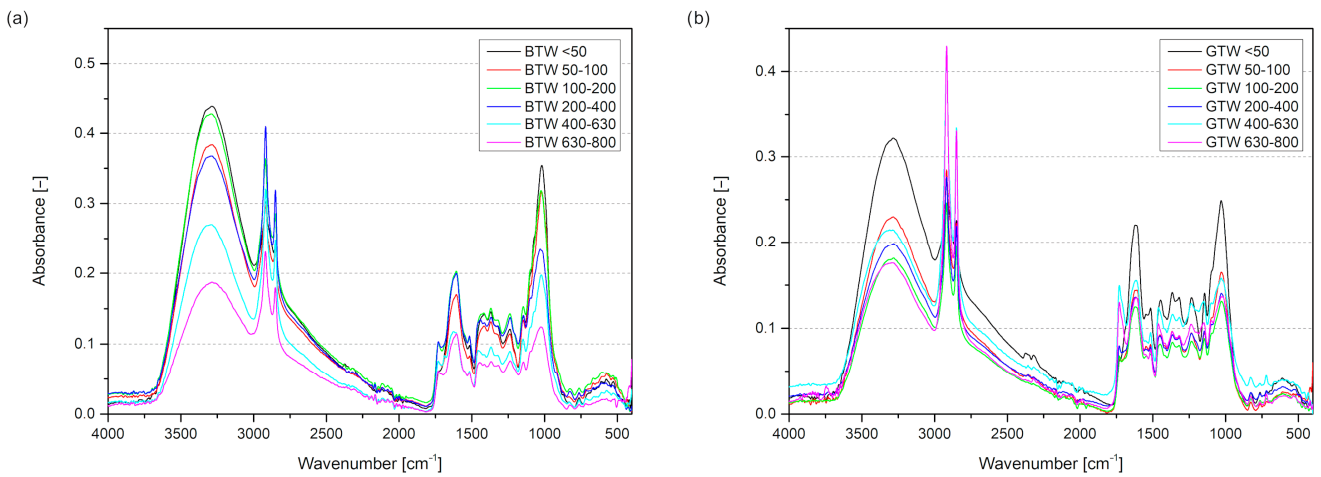 (a)
0.5
0.4
0.3
0.2
0.1
0.0
Absorbance [–]
BTW <50
BTW 50-100
BTW 100-200
BTW 200-400
BTW 400-630
BTW 630-800
4000 3500 3000 2500 2000 1500 1000 500
Wavenumber [cm⁻¹]
(b)
0.4
0.3
0.2
0.1
0.0
Absorbance [–]
GTW <50
GTW 50-100
GTW 100-200
GTW 200-400
GTW 400-630
GTW 630-800
4000 3500 3000 2500 2000 1500 1000 500
Wavenumber [cm⁻¹]